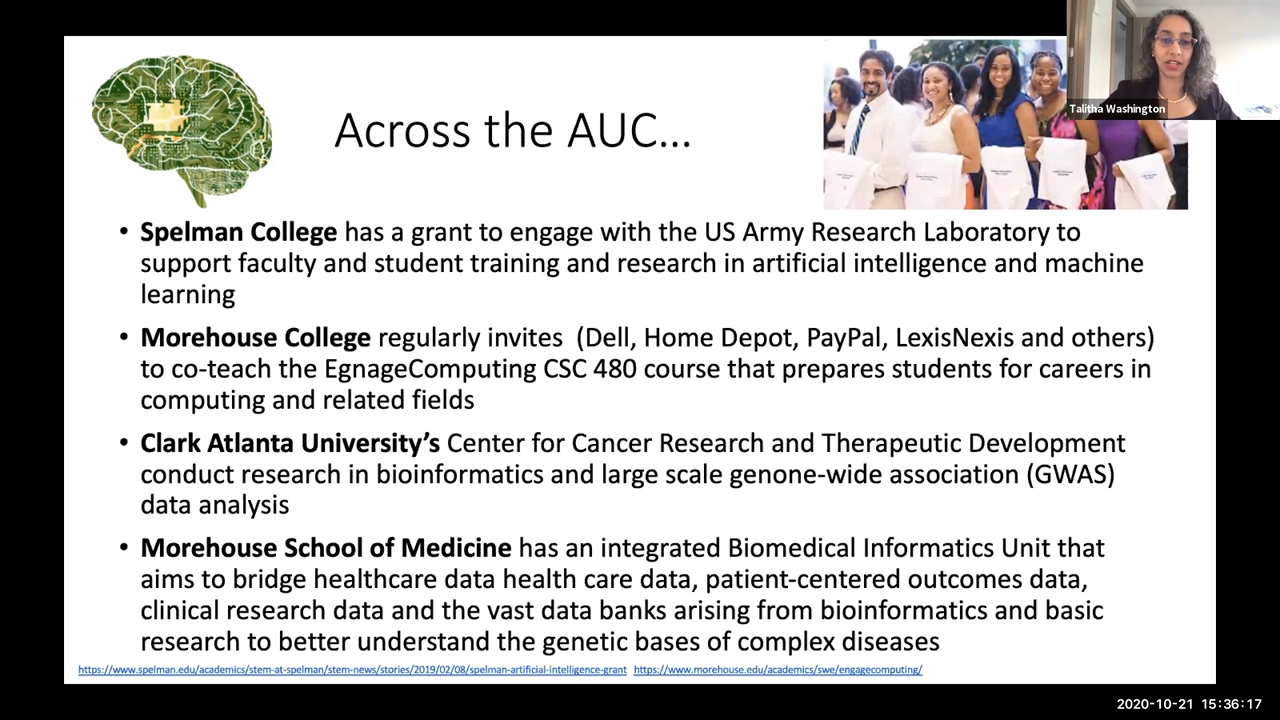 Talitha Washington
Across the AUC...
• Spelman College has a grant to engage with the US Army Research Laboratory to
support faculty and student training and research in artificial intelligence and machine
learning
• Morehouse College regularly invites (Dell, Home Depot, PayPal, LexisNexis and others)
to co-teach the EgnageComputing CSC 480 course that prepares students for careers in
computing and related fields
• Clark Atlanta University’s Center for Cancer Research and Therapeutic Development
conduct research in bioinformatics and large scale genone-wide association (GWAS)
data analysis
• Morehouse School of Medicine has an integrated Biomedical Informatics Unit that
aims to bridge healthcare data health care data, patient-centered outcomes data,
clinical research data and the vast data banks arising from bioinformatics and basic
research to better understand the genetic bases of complex diseases
https://www.spelman.edu/academics/stem-at-spelman/stem-news/stories/2019/02/08/spelman-artificial-intelligence-grant https://www.morehouse.edu/academics/swe/engagecomputing/
2020-10-21 15:36:17